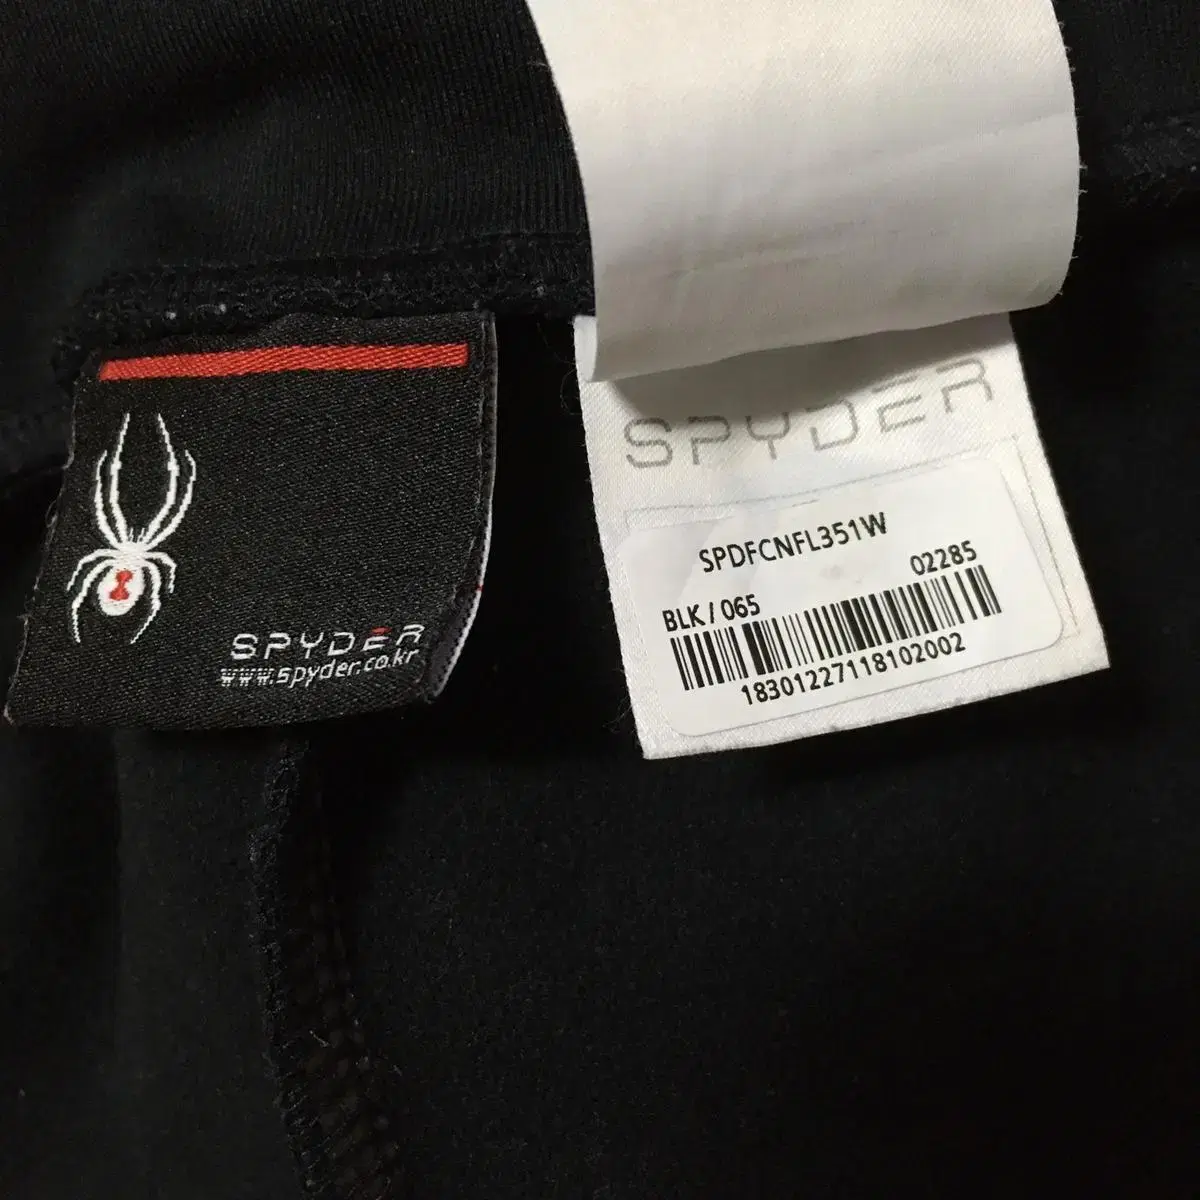 SPYDER
www.spyder.co.kr
SPYDER
SPDFCNFL351W
02285
BLK / 065
18301227118102002